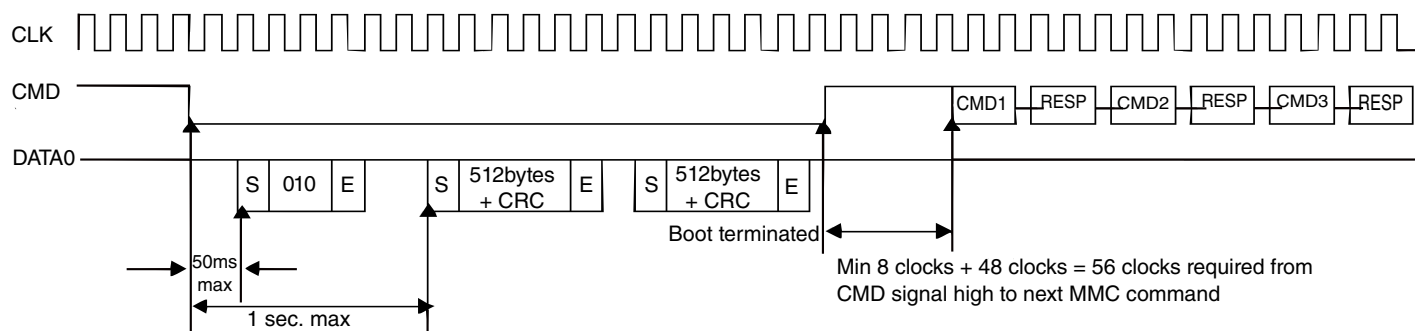 CLK
CMD
CMD1 RESP CMD2 RESP CMD3 RESP
DATA0
S 010 E S 512bytes E S 512bytes E
+ CRC + CRC
Boot terminated
50ms
max
Min 8 clocks + 48 clocks = 56 clocks required from
CMD signal high to next MMC command
1 sec. max